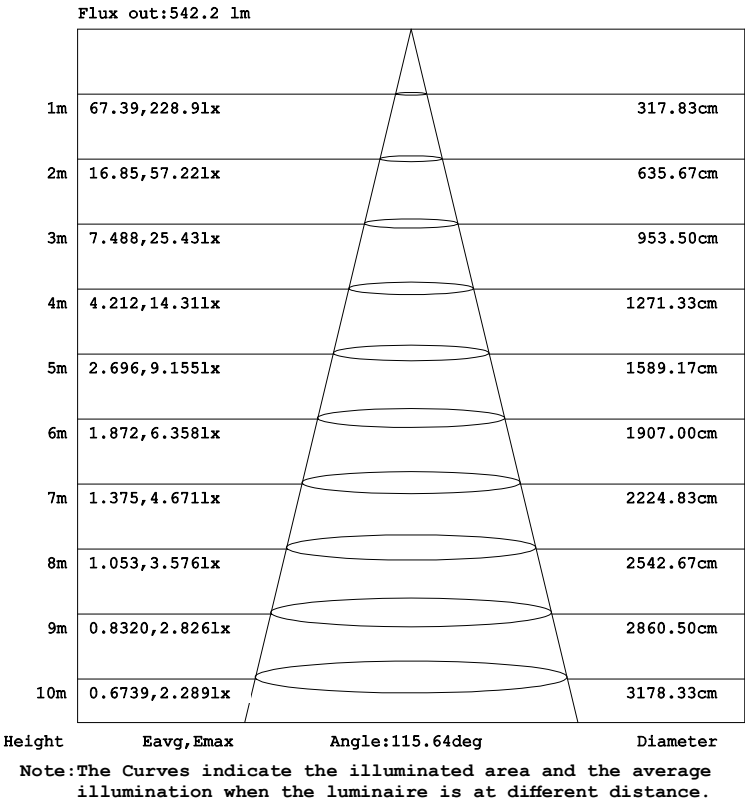 Flux out:542.2 lm
1m 67.39,228.9lx 317.83cm
2m 16.85,57.22lx 635.67cm
3m 7.488,25.43lx 953.50cm
4m 4.212,14.31lx 1271.33cm
5m 2.696,9.155lx 1589.17cm
6m 1.872,6.358lx 1907.00cm
7m 1.375,4.671lx 2224.83cm
8m 1.053,3.576lx 2542.67cm
9m 0.8320,2.826lx 2860.50cm
10m 0.6739,2.289lx 3178.33cm
Height Eavg,Emax Angle:115.64deg Diameter
Note:The Curves indicate the illuminated area and the average
illumination when the luminaire is at different distance.